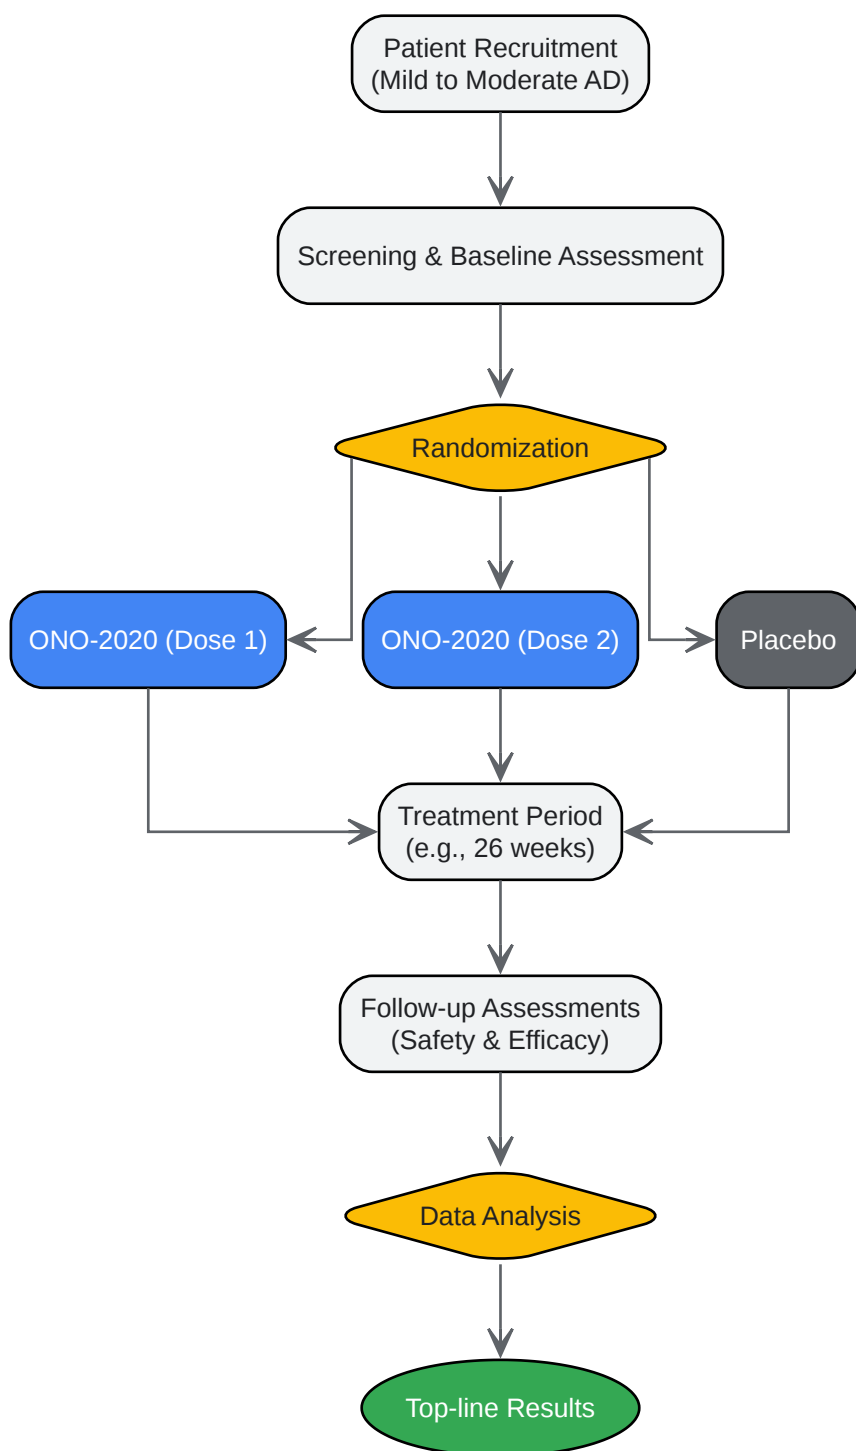 Patient Recruitment
(Mild to Moderate AD)
Screening & Baseline Assessment
Randomization
ONO-2020 (Dose 1)
ONO-2020 (Dose 2)
Placebo
Treatment Period
(e.g., 26 weeks)
Follow-up Assessments
(Safety & Efficacy)
Data Analysis
Top-line Results